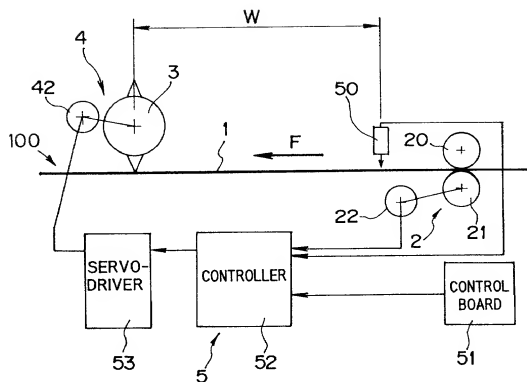 W
4
42
3
50
20
100
1
F
22
2
21
SERVO-
DRIVER
CONTROLLER
CONTROL
BOARD
53
5
52
51